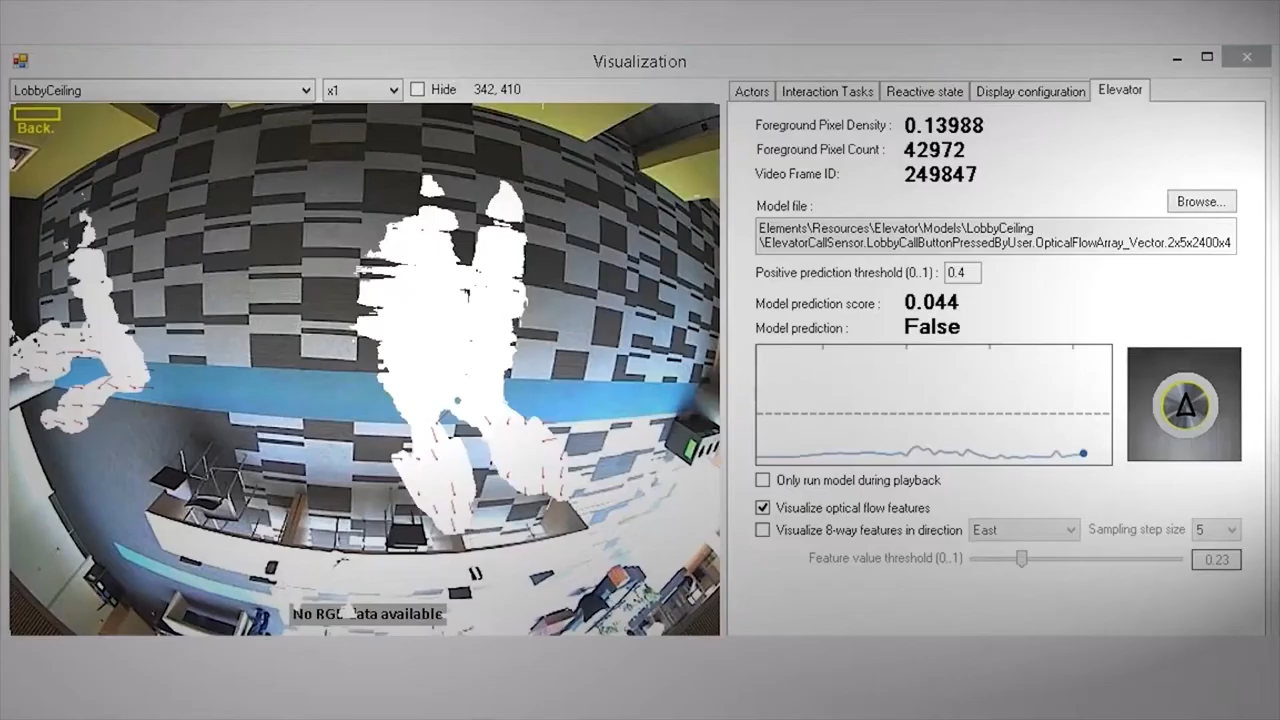 Visualization
LobbyCeiling
x1
Hide
342, 410
Back.
No RG data available
Actors
Interaction Tasks
Reactive state
Display configuration
Elevator
Foreground Pixel Density : 0.13988
Foreground Pixel Count : 42972
Video Frame ID: 249847
Model file :
Browse...
Elements\Resources\Elevator\Models\LobbyCeiling
\ElevatorCallSensor.LobbyCallButtonPressedByUser.OpticalFlowArray_Vector.2x5x2400x4
Positive prediction threshold (0..1) : 0.4
Model prediction score : 0.044
Model prediction : False
Only run model during playback
Visualize optical flow features
Visualize 8-way features in direction
East
Sampling step size
5
Feature value threshold (0..1)
0.23